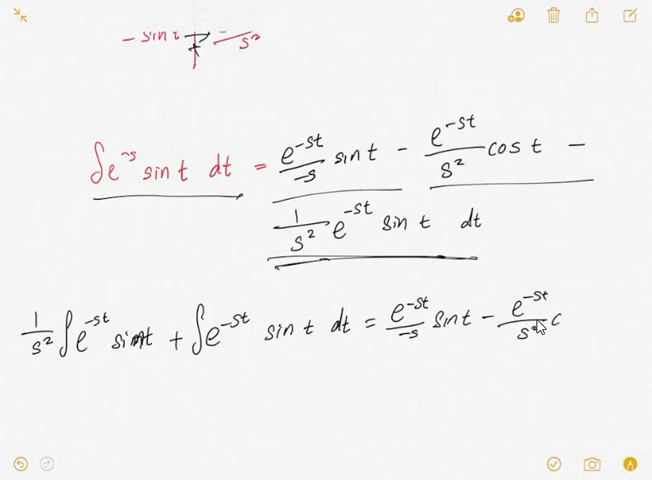 - sin t - / s²
∫e^-s sin t dt = e^-st/-s sin t - e^-st/s² cos t -
1/s² e^-st sin t dt
1/s² ∫e^-st sin t + ∫e^-st sin t dt = e^-st/-s sin t - e^-st/s² c